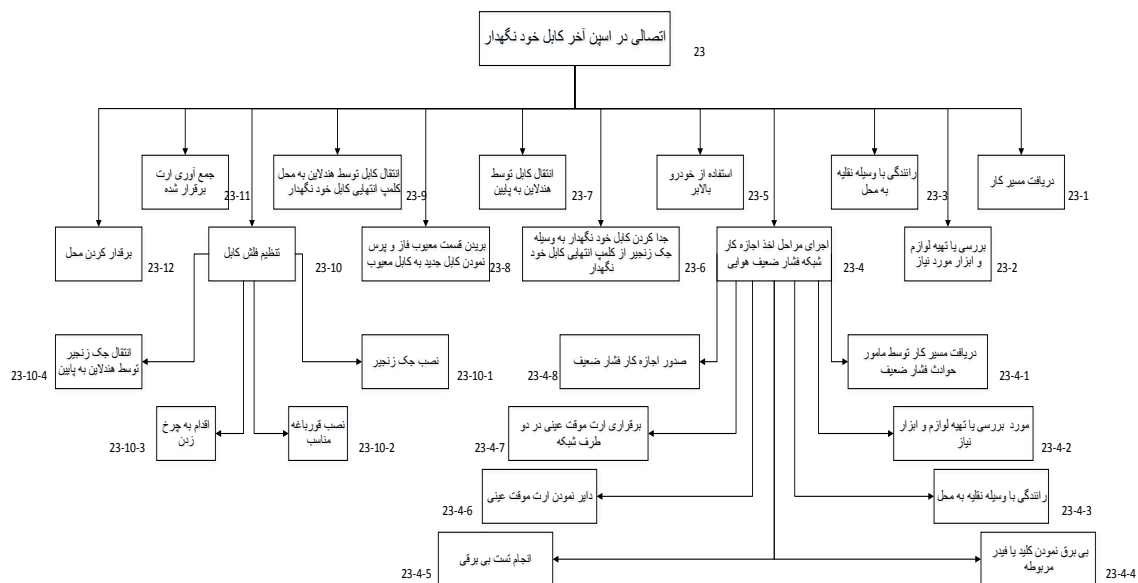 اتصالی در اسپن آخر کابل خود نگهدار
23
دریافت مسیر کار
23-1
بررسی یا تهیه لوازم
و ابزار مورد نیاز
23-2
رانندگی با وسیله نقلیه
به محل
23-3
اجرای مراحل اخذ اجازه کار
شبکه فشار ضعیف هوایی
23-4
استفاده از خودرو
بالابر
23-5
جدا کردن کابل خود نگهدار به وسیله
جک زنجیر از کلمپ انتهایی کابل خود
نگهدار
23-6
انتقال کابل توسط
هندلاین به پایین
23-7
بریدن قسمت معیوب فاز و پرس
نمودن کابل جدید به کابل معیوب
23-8
انتقال کابل توسط هندلاین به محل
کلمپ انتهایی کابل خود نگهدار
23-9
تنظیم فلش کابل
23-10
جمع آوری ارت
برقرار شده
23-11
برقدار کردن محل
23-12
دریافت مسیر کار توسط مامور
حوادث فشار ضعیف
23-4-1
مورد بررسی یا تهیه لوازم و ابزار
نیاز
23-4-2
رانندگی با وسیله نقلیه به محل
23-4-3
بی برق نمودن کلید یا فیدر
مربوطه
23-4-4
انجام تست بی برقی
23-4-5
دایر نمودن ارت موقت عینی
23-4-6
برقراری ارت موقت عینی در دو
طرف شبکه
23-4-7
صدور اجازه کار فشار ضعیف
23-4-8
نصب جک زنجیر
23-10-1
نصب قورباغه
مناسب
23-10-2
اقدام به چرخ
زدن
23-10-3
انتقال جک زنجیر
توسط هندلاین به پایین
23-10-4